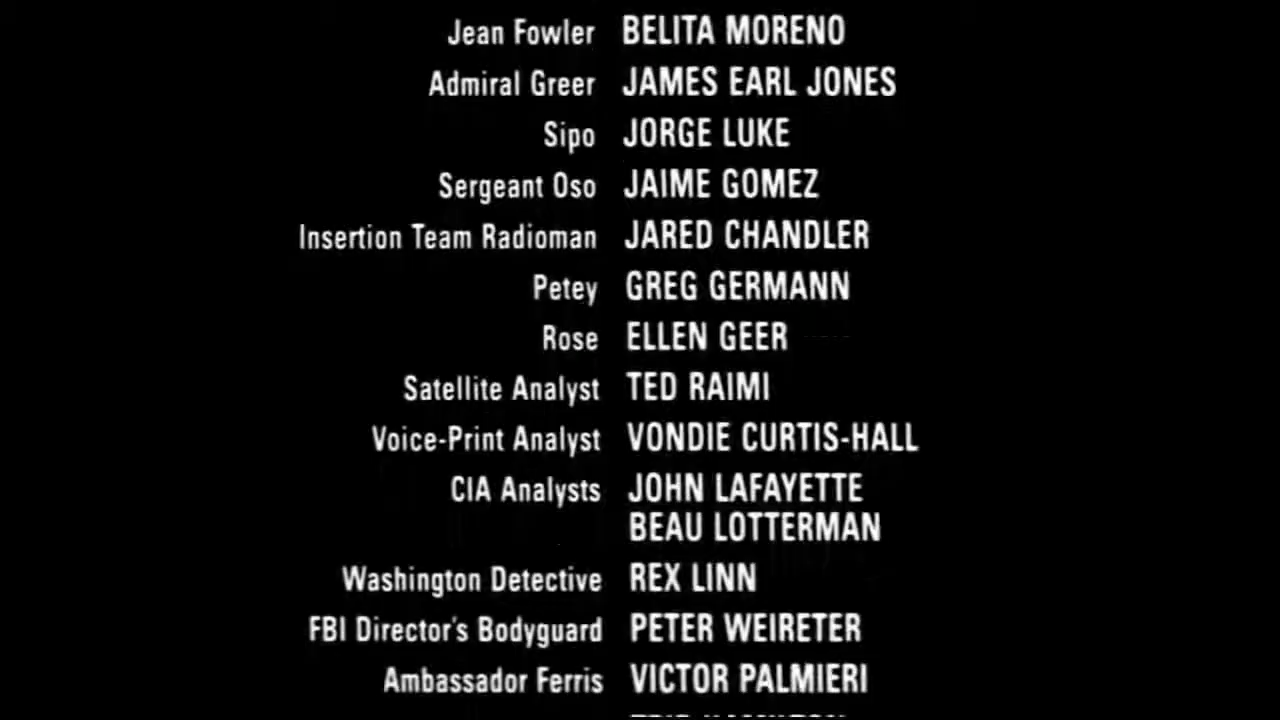 Jean Fowler BELITA MORENO
Admiral Greer JAMES EARL JONES
Sipo JORGE LUKE
Sergeant Oso JAIME GOMEZ
Insertion Team Radioman JARED CHANDLER
Petey GREG GERMANN
Rose ELLEN GEER
Satellite Analyst TED RAIMI
Voice-Print Analyst VONDIE CURTIS-HALL
CIA Analysts JOHN LAFAYETTE
BEAU LOTTERMAN
Washington Detective REX LINN
FBI Director's Bodyguard PETER WEIRETER
Ambassador Ferris VICTOR PALMIERI